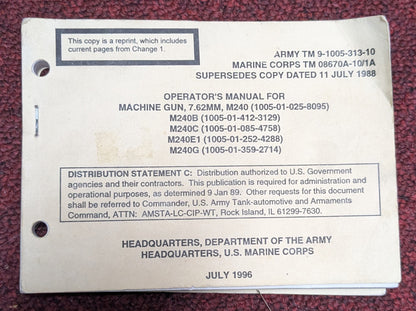 This copy is a reprint, which includes
current pages from Change 1.
ARMY TM 9-1005-313-10
MARINE CORPS TM 08670A-10/1A
SUPERSEDES COPY DATED 11 JULY 1988
OPERATOR'S MANUAL FOR
MACHINE GUN, 7.62MM, M240 (1005-01-025-8095)
M240B (1005-01-412-3129)
M240C (1005-01-085-4758)
M240E1 (1005-01-252-4288)
M240G (1005-01-359-2714)
DISTRIBUTION STATEMENT C: Distribution authorized to U.S. Government
agencies and their contractors. This publication is required for administration and
operational purposes, as determined 9 Jan 89. Other requests for this document
shall be referred to Commander, U.S. Army Tank-automotive and Armaments
Command, ATTN: AMSTA-LC-CIP-WT, Rock Island, IL 61299-7630.
HEADQUARTERS, DEPARTMENT OF THE ARMY
HEADQUARTERS, U.S. MARINE CORPS
JULY 1996